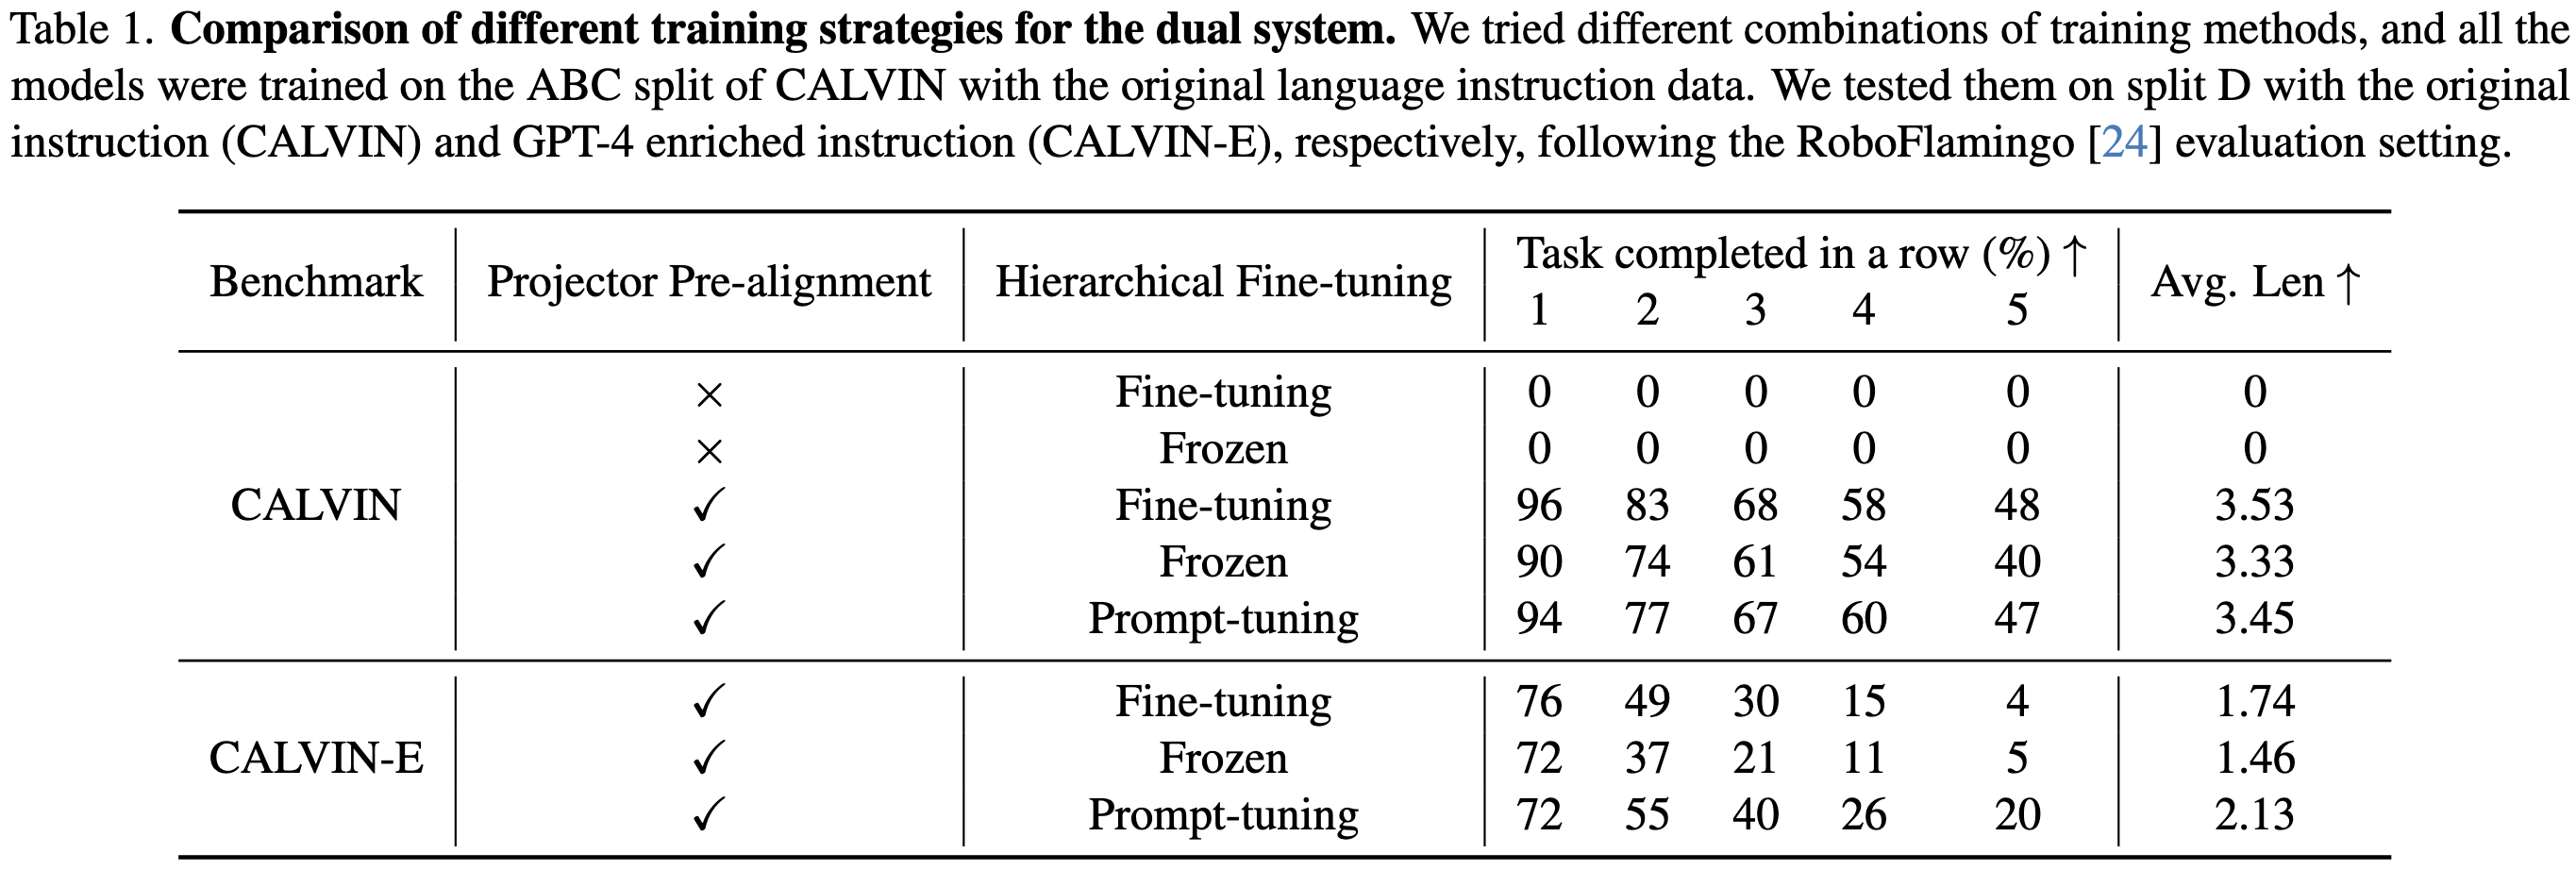 Table 1. Comparison of different training strategies for the dual system. We tried different combinations of training methods, and all the
models were trained on the ABC split of CALVIN with the original language instruction data. We tested them on split D with the original
instruction (CALVIN) and GPT-4 enriched instruction (CALVIN-E), respectively, following the RoboFlamingo [24] evaluation setting.
Benchmark Projector Pre-alignment Hierarchical Fine-tuning Task completed in a row (%) ↑ Avg. Len ↑
1 2 3 4 5
× Fine-tuning 0 0 0 0 0 0
× Frozen 0 0 0 0 0 0
CALVIN ✓ Fine-tuning 96 83 68 58 48 3.53
✓ Frozen 90 74 61 54 40 3.33
✓ Prompt-tuning 94 77 67 60 47 3.45
✓ Fine-tuning 76 49 30 15 4 1.74
CALVIN-E ✓ Frozen 72 37 21 11 5 1.46
✓ Prompt-tuning 72 55 40 26 20 2.13